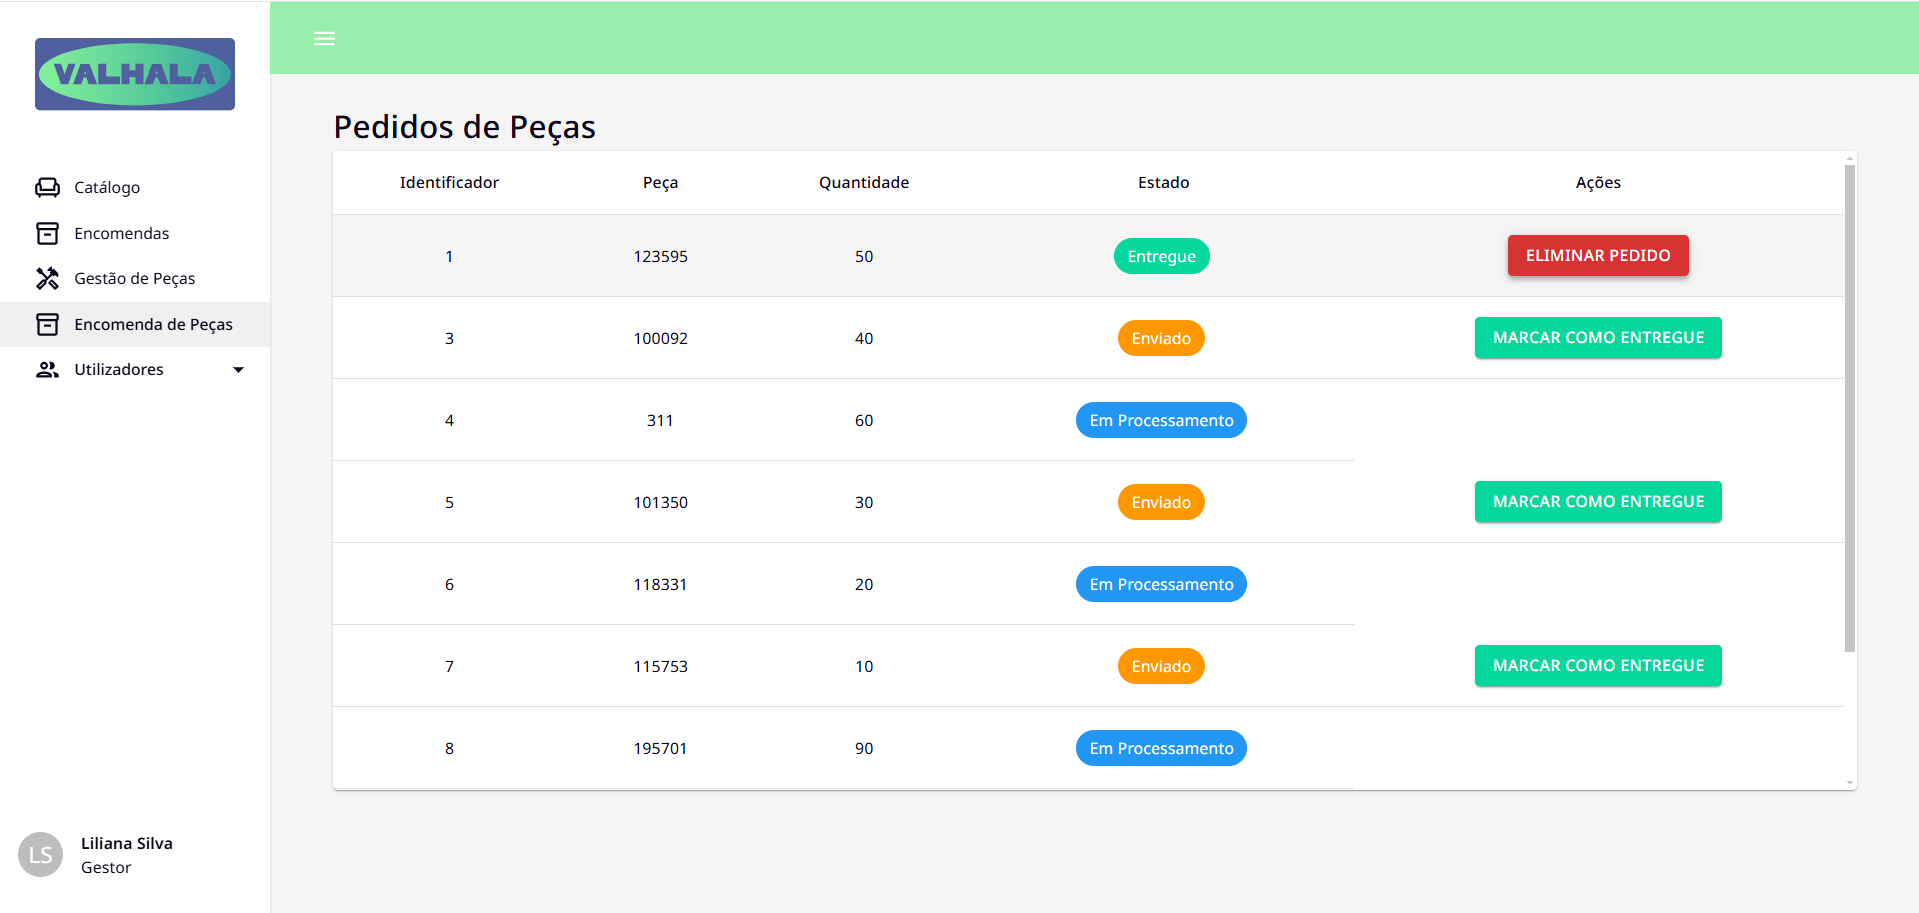 VALHALA
Catálogo
Encomendas
Gestão de Peças
Encomenda de Peças
Utilizadores
LS
Liliana Silva
Gestor
Pedidos de Peças
Identificador Peça Quantidade Estado Ações
1 123595 50 Entregue ELIMINAR PEDIDO
3 100092 40 Enviado MARCAR COMO ENTREGUE
4 311 60 Em Processamento
5 101350 30 Enviado MARCAR COMO ENTREGUE
6 118331 20 Em Processamento
7 115753 10 Enviado MARCAR COMO ENTREGUE
8 195701 90 Em Processamento